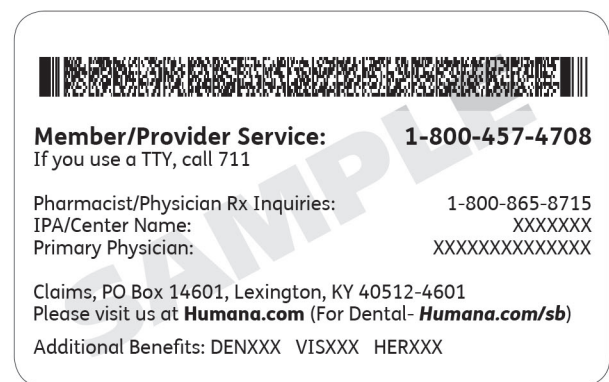 Member/Provider Service: 1-800-457-4708
If you use a TTY, call 711
Pharmacist/Physician Rx Inquiries: 1-800-865-8715
IPA/Center Name: XXXXXXX
Primary Physician: XXXXXXXXXXXXXX
Claims, PO Box 14601, Lexington, KY 40512-4601
Please visit us at Humana.com (For Dental- Humana.com/sb)
Additional Benefits: DENXXX VISXXX HERXXX
SAMPLE